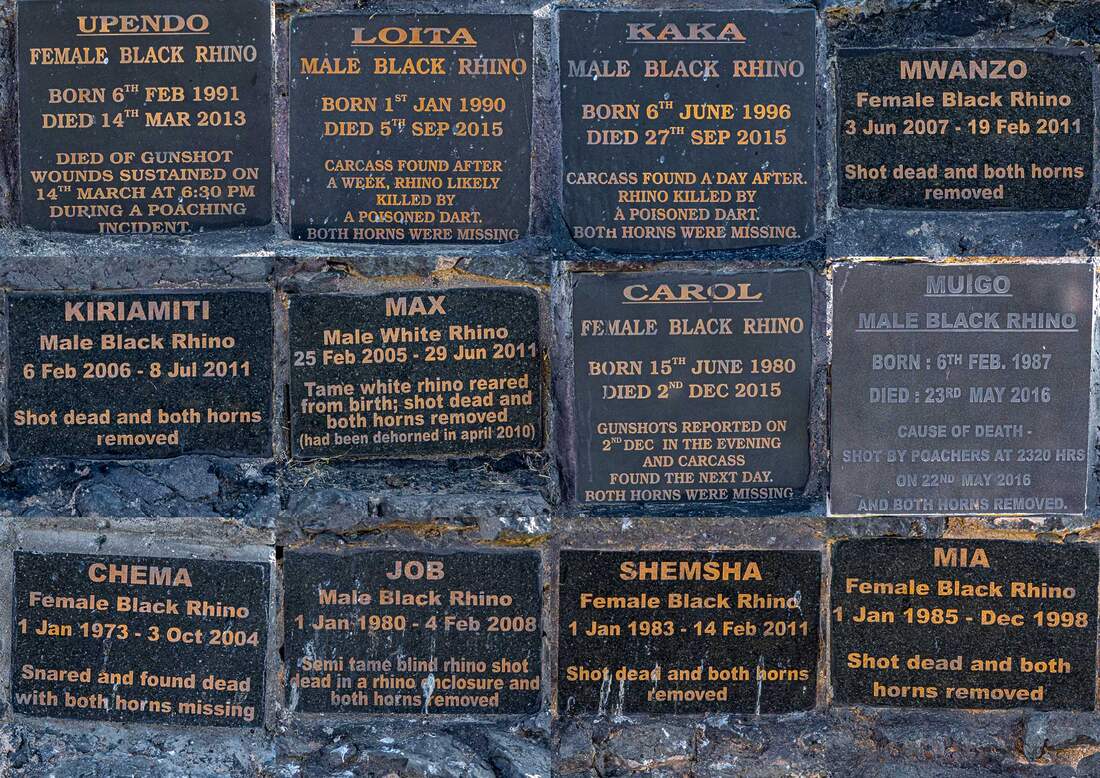 UPENDO
FEMALE BLACK RHINO
BORN 6TH FEB 1991
DIED 14TH MAR 2013
DIED OF GUNSHOT
WOUNDS SUSTAINED ON
14TH MARCH AT 6:30 PM
DURING A POACHING
INCIDENT.
LOITA
MALE BLACK RHINO
BORN 1ST JAN 1990
DIED 5TH SEP 2015
CARCASS FOUND AFTER
A WEEK, RHINO LIKELY
KILLED BY
A POISONED DART.
BOTH HORNS WERE MISSING
KAKA
MALE BLACK RHINO
BORN 6TH JUNE 1996
DIED 27TH SEP 2015
CARCASS FOUND A DAY AFTER.
RHINO KILLED BY
A POISONED DART.
BOTH HORNS WERE MISSING.
MWANZO
Female Black Rhino
3 Jun 2007 - 19 Feb 2011
Shot dead and both horns
removed
KIRIAMITI
Male Black Rhino
6 Feb 2006 - 8 Jul 2011
Shot dead and both horns
removed
MAX
Male White Rhino
25 Feb 2005 - 29 Jun 2011
Tame white rhino reared
from birth; shot dead and
both horns removed
(had been dehorned in april 2010)
CAROL
FEMALE BLACK RHINO
BORN 15TH JUNE 1980
DIED 2ND DEC 2015
GUNSHOTS REPORTED ON
2ND DEC IN THE EVENING
AND CARCASS
FOUND THE NEXT DAY.
BOTH HORNS WERE MISSING
MUIGO
MALE BLACK RHINO
BORN : 6TH FEB. 1987
DIED : 23RD MAY 2016
CAUSE OF DEATH -
SHOT BY POACHERS AT 2320 HRS
ON 22ND MAY 2016
AND BOTH HORNS REMOVED.
CHEMA
Female Black Rhino
1 Jan 1973 - 3 Oct 2004
Snared and found dead
with both horns missing
JOB
Male Black Rhino
1 Jan 1980 - 4 Feb 2008
Semi tame blind rhino shot
dead in a rhino enclosure and
both horns removed
SHEMSHA
Female Black Rhino
1 Jan 1983 - 14 Feb 2011
Shot dead and both horns
removed
MIA
Female Black Rhino
1 Jan 1985 - Dec 1998
Shot dead and both
horns removed